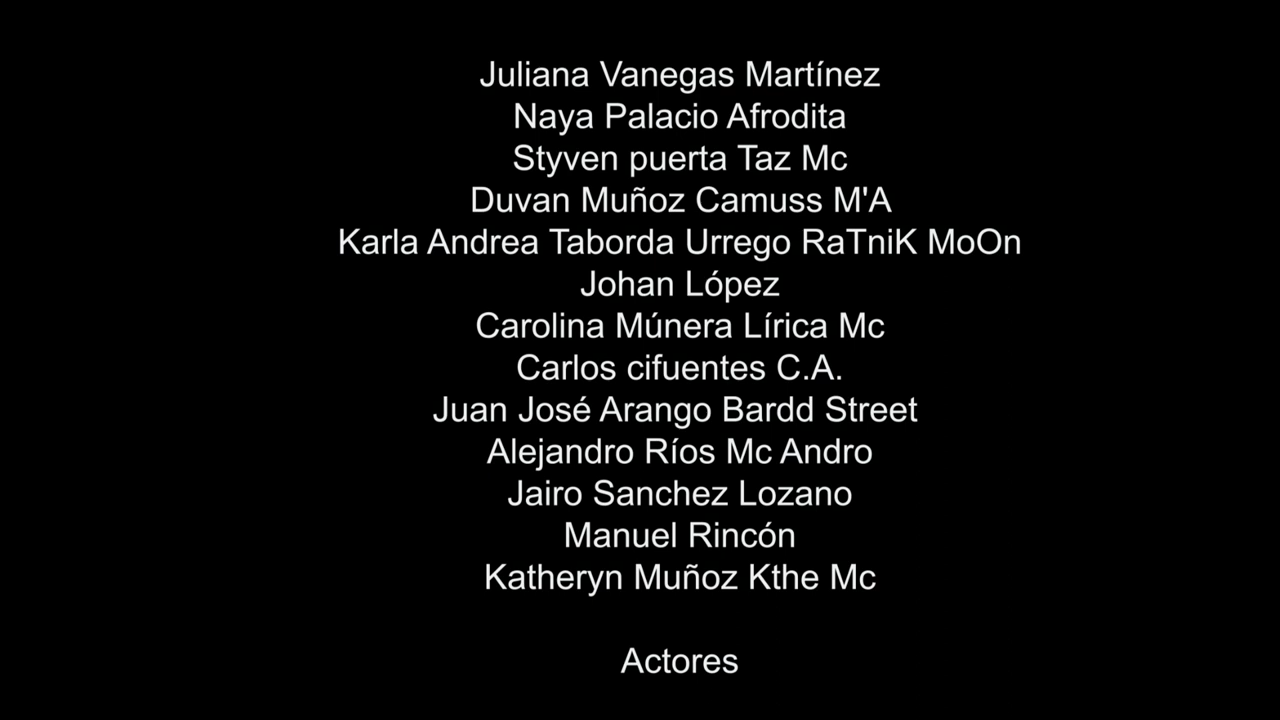 Juliana Vanegas Martínez
Naya Palacio Afrodita
Styven puerta Taz Mc
Duvan Muñoz Camuss M'A
Karla Andrea Taborda Urrego RaTniK MoOn
Johan López
Carolina Múnera Lírica Mc
Carlos cifuentes C.A.
Juan José Arango Bardd Street
Alejandro Ríos Mc Andro
Jairo Sanchez Lozano
Manuel Rincón
Katheryn Muñoz Kthe Mc
Actores